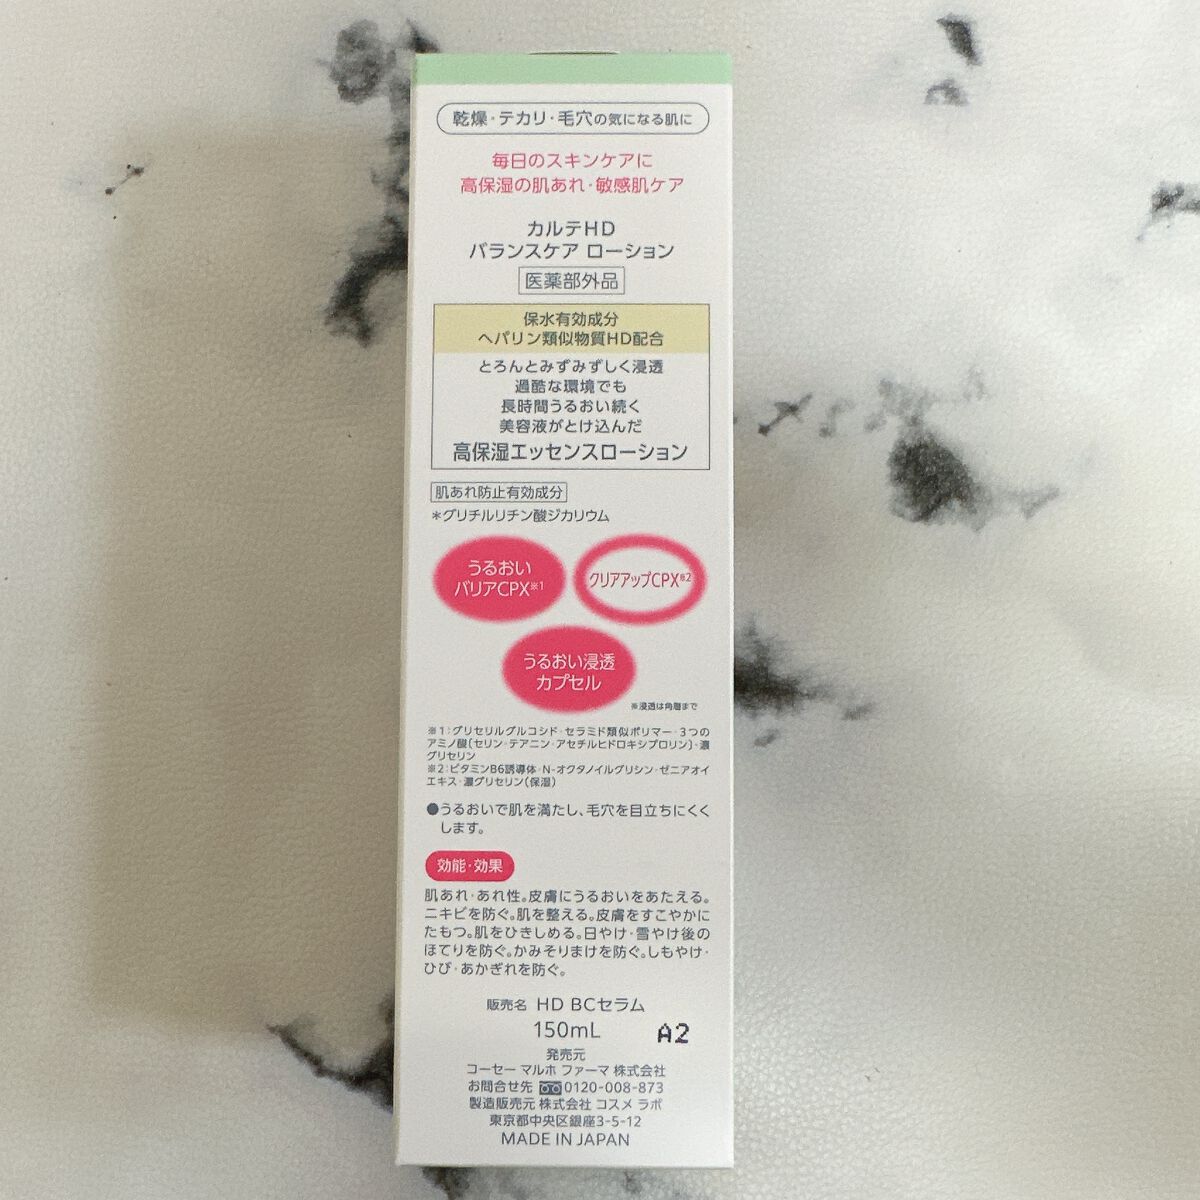 乾燥・テカリ・毛穴の気になる肌に
毎日のスキンケアに
高保湿の肌あれ・敏感肌ケア
カルテHD
バランスケア ローション
医薬部外品
保水有効成分
ヘパリン類似物質HD配合
とろんとみずみずしく浸透
過酷な環境でも
長時間うるおい続く
美容液がとけ込んだ
高保湿エッセンスローション
肌あれ防止有効成分
＊グリチルリチン酸ジカリウム
うるおい
バリアCPX※1
クリアアップCPX※2
うるおい浸透
カプセル
※浸透は角層まで
※1：グリセリルグルコシド・セラミド類似ポリマー・3つの
アミノ酸〔セリン・テアニン・アセチルヒドロキシプロリン〕・濃
グリセリン
※2：ビタミンB6誘導体・N-オクタノイルグリシン・ゼニアオイ
エキス・濃グリセリン（保湿）
●うるおいで肌を満たし、毛穴を目立ちにくく
します。
効能・効果
肌あれ・あれ性。皮膚にうるおいをあたえる。
ニキビを防ぐ。肌を整える。皮膚をすこやかに
たもつ。肌をひきしめる。日やけ・雪やけ後の
ほてりを防ぐ。かみそりまけを防ぐ。しもやけ・
ひび・あかぎれを防ぐ。
販売名 HD BCセラム
150mL A2
発売元
コーセー マルホ ファーマ 株式会社
お問合せ先 0120-008-873
製造販売元 株式会社 コスメ ラボ
東京都中央区銀座3-5-12
MADE IN JAPAN